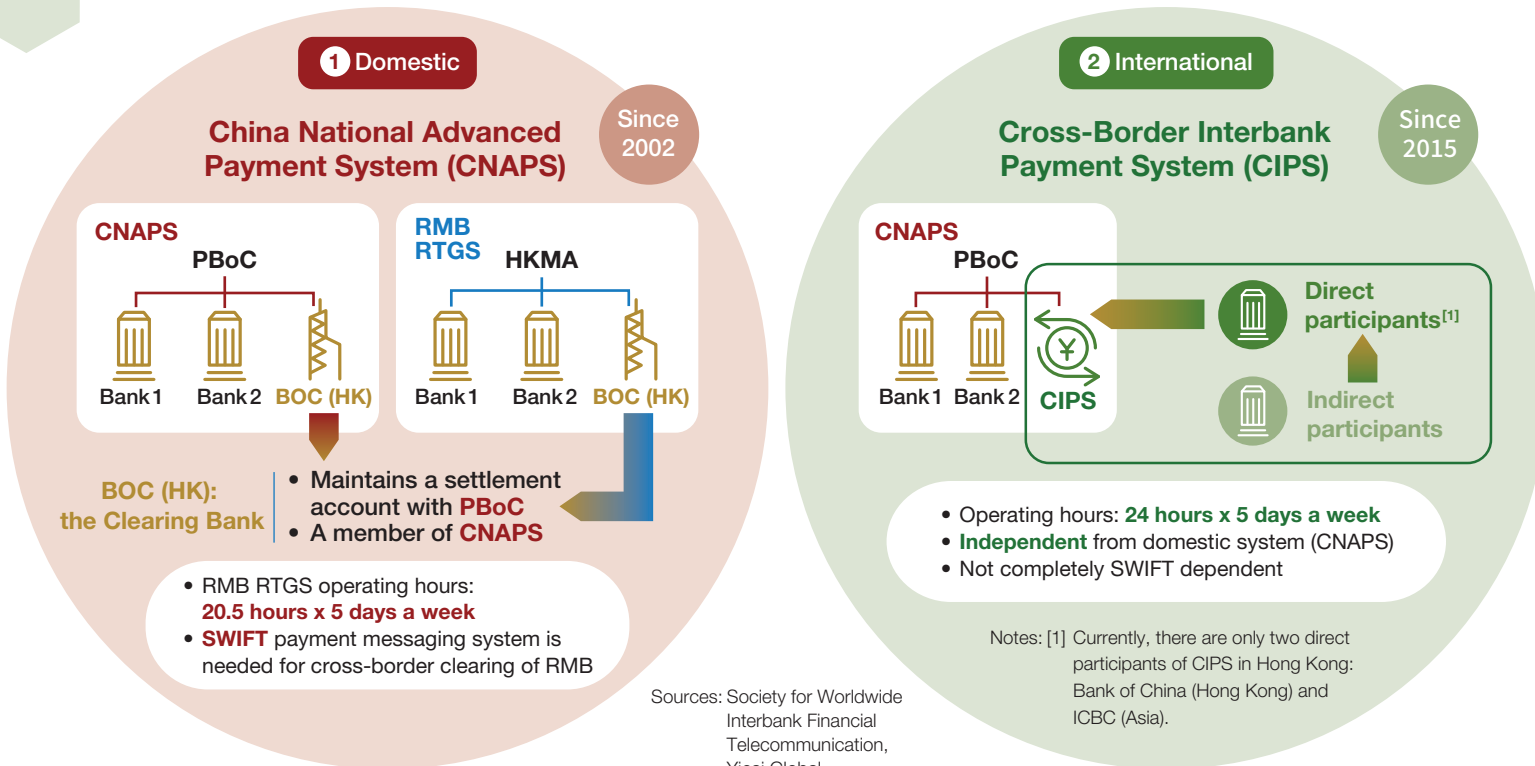 1 Domestic
China National Advanced
Payment System (CNAPS)
Since
2002
CNAPS
PBoC
Bank 1
Bank 2
BOC (HK)
RMB
RTGS
HKMA
Bank 1
Bank 2
BOC (HK)
BOC (HK):
the Clearing Bank
• Maintains a settlement
account with PBoC
• A member of CNAPS
• RMB RTGS operating hours:
20.5 hours x 5 days a week
• SWIFT payment messaging system is
needed for cross-border clearing of RMB
2 International
Cross-Border Interbank
Payment System (CIPS)
Since
2015
CNAPS
PBoC
Bank 1
Bank 2
¥
CIPS
Direct
participants[1]
Indirect
participants
• Operating hours: 24 hours x 5 days a week
• Independent from domestic system (CNAPS)
• Not completely SWIFT dependent
Notes: [1] Currently, there are only two direct
participants of CIPS in Hong Kong:
Bank of China (Hong Kong) and
ICBC (Asia).
Sources: Society for Worldwide
Interbank Financial
Telecommunication,